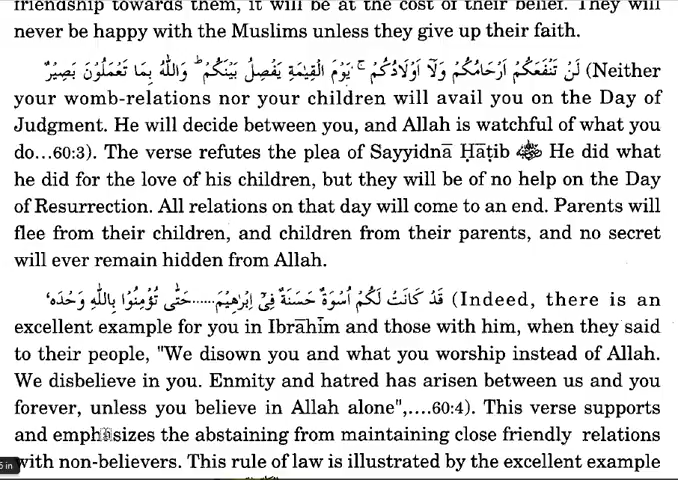 friendship towards them, it will be at the cost of their belief. They will
never be happy with the Muslims unless they give up their faith.
لَنْ تَنْفَعَكُمْ اَرْحَامُكُمْ وَلَآ اَوْلَادُكُمْ ۚ يَوْمَ الْقِيٰمَةِ يَفْصِلُ بَيْنَكُمْ ۗ وَاللّٰهُ بِمَا تَعْمَلُوْنَ بَصِيْرٌ (Neither
your womb-relations nor your children will avail you on the Day of
Judgment. He will decide between you, and Allah is watchful of what you
do...60:3). The verse refutes the plea of Sayyidnā Ḥāṭib ﷛ He did what
he did for the love of his children, but they will be of no help on the Day
of Resurrection. All relations on that day will come to an end. Parents will
flee from their children, and children from their parents, and no secret
will ever remain hidden from Allah.
قَدْ كَانَتْ لَكُمْ اُسْوَةٌ حَسَنَةٌ فِيْٓ اِبْرٰهِيْمَ......حَتّٰى تُؤْمِنُوْا بِاللّٰهِ وَحْدَهٗ (Indeed, there is an
excellent example for you in Ibrāhīm and those with him, when they said
to their people, "We disown you and what you worship instead of Allah.
We disbelieve in you. Enmity and hatred has arisen between us and you
forever, unless you believe in Allah alone",....60:4). This verse supports
and emphasizes the abstaining from maintaining close friendly relations
with non-believers. This rule of law is illustrated by the excellent example